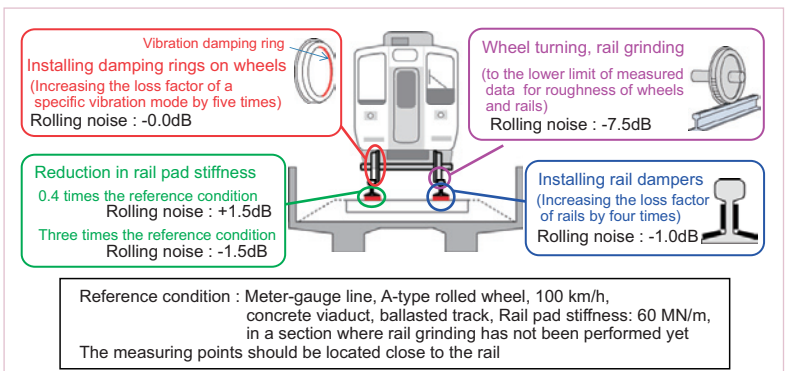 Vibration damping ring
Installing damping rings on wheels
(Increasing the loss factor of a
specific vibration mode by five times)
Rolling noise : -0.0dB
Wheel turning, rail grinding
(to the lower limit of measured
data for roughness of wheels
and rails)
Rolling noise : -7.5dB
Reduction in rail pad stiffness
0.4 times the reference condition
Rolling noise : +1.5dB
Three times the reference condition
Rolling noise : -1.5dB
Installing rail dampers
(Increasing the loss factor
of rails by four times)
Rolling noise : -1.0dB
Reference condition : Meter-gauge line, A-type rolled wheel, 100 km/h,
concrete viaduct, ballasted track, Rail pad stiffness: 60 MN/m,
in a section where rail grinding has not been performed yet
The measuring points should be located close to the rail